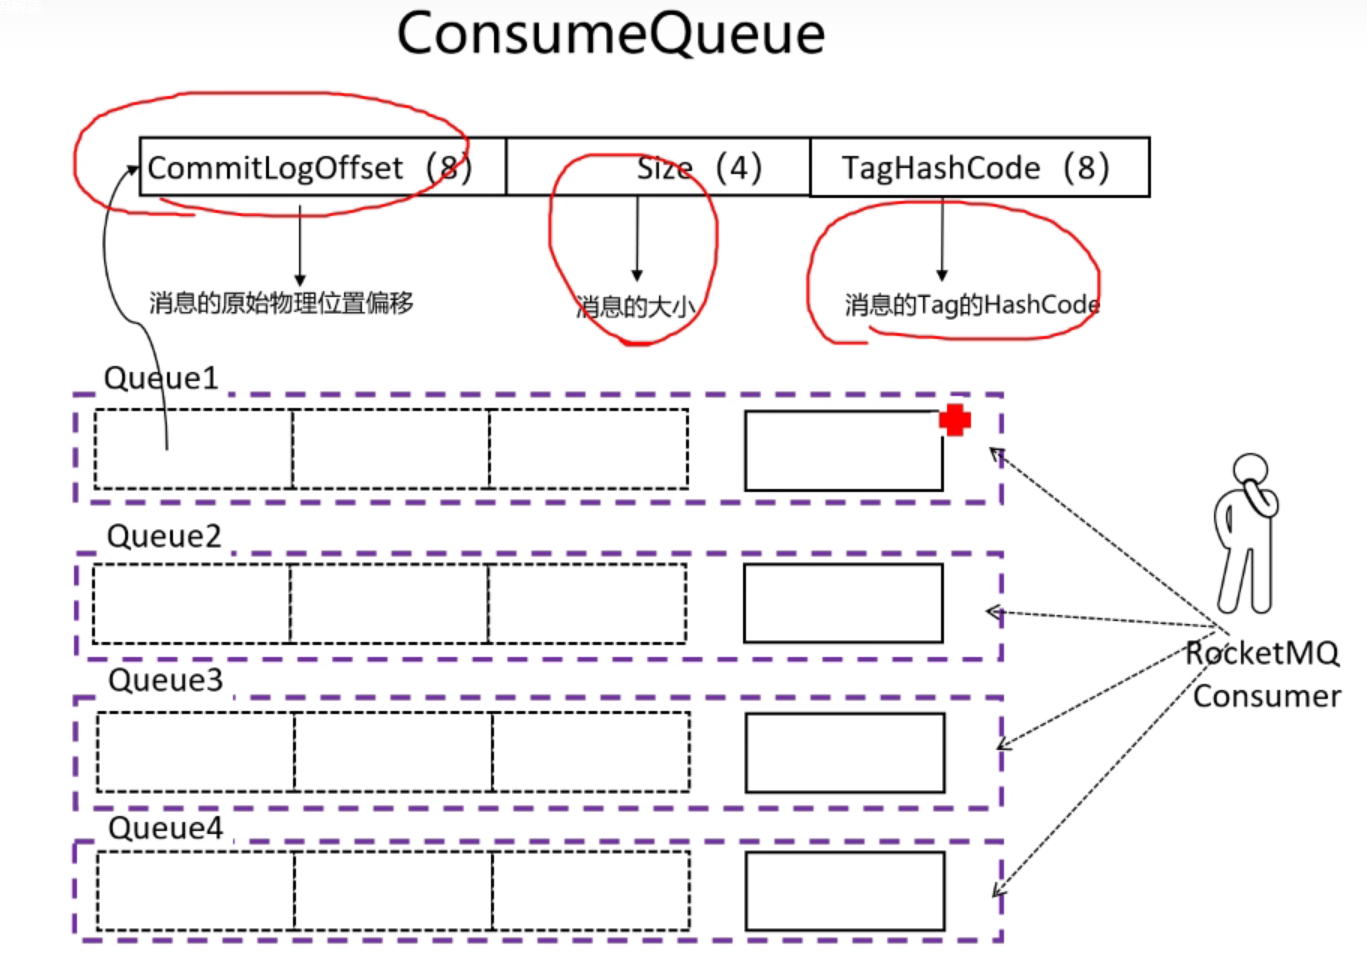 ConsumeQueue
CommitLogOffset (8)
Size (4)
TagHashCode (8)
消息的原始物理位置偏移
消息的大小
消息的Tag的HashCode
Queue1
Queue2
Queue3
Queue4
RocketMQ
Consumer